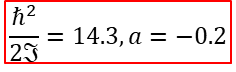 ℏ²/2ℑ = 14.3, a = −0.2